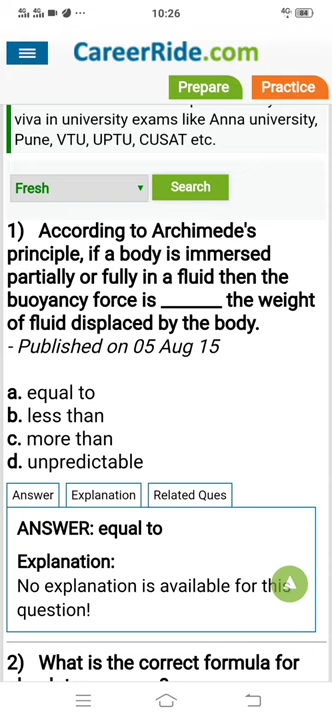 4G 4G ... 10:26 4G 84
CareerRide.com
Prepare Practice
viva in university exams like Anna university,
Pune, VTU, UPTU, CUSAT etc.
Fresh Search
1) According to Archimede's
principle, if a body is immersed
partially or fully in a fluid then the
buoyancy force is ______ the weight
of fluid displaced by the body.
- Published on 05 Aug 15
a. equal to
b. less than
c. more than
d. unpredictable
Answer Explanation Related Ques
ANSWER: equal to
Explanation:
No explanation is available for this
question!
2) What is the correct formula for